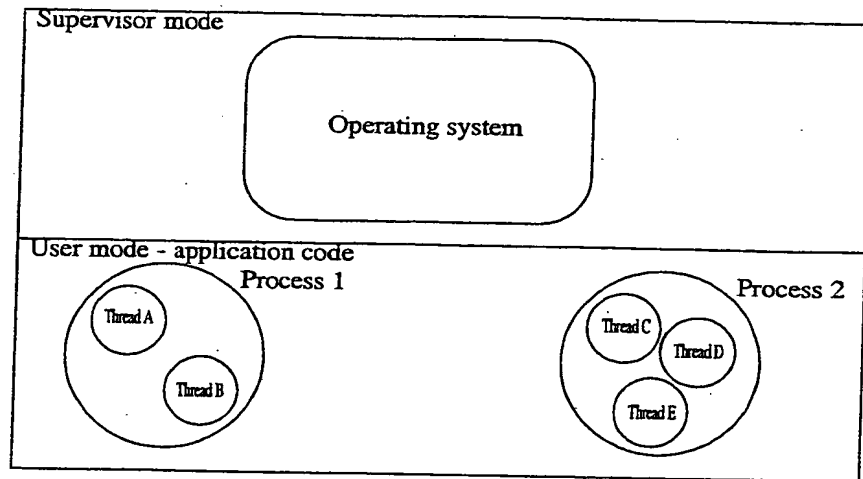 Supervisor mode
Operating system
User mode - application code
Process 1
Process 2
Thread A
Thread B
Thread C
Thread D
Thread E